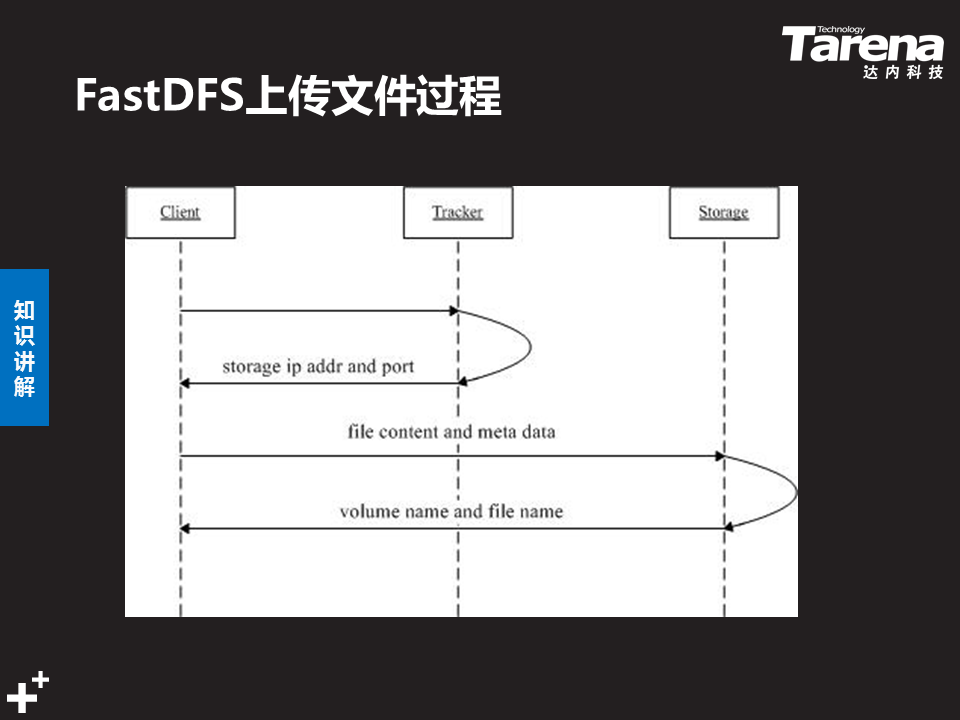 Technology
Tarena
达内科技
FastDFS上传文件过程
Client
Tracker
Storage
storage ip addr and port
file content and meta data
volume name and file name
知
识
讲
解